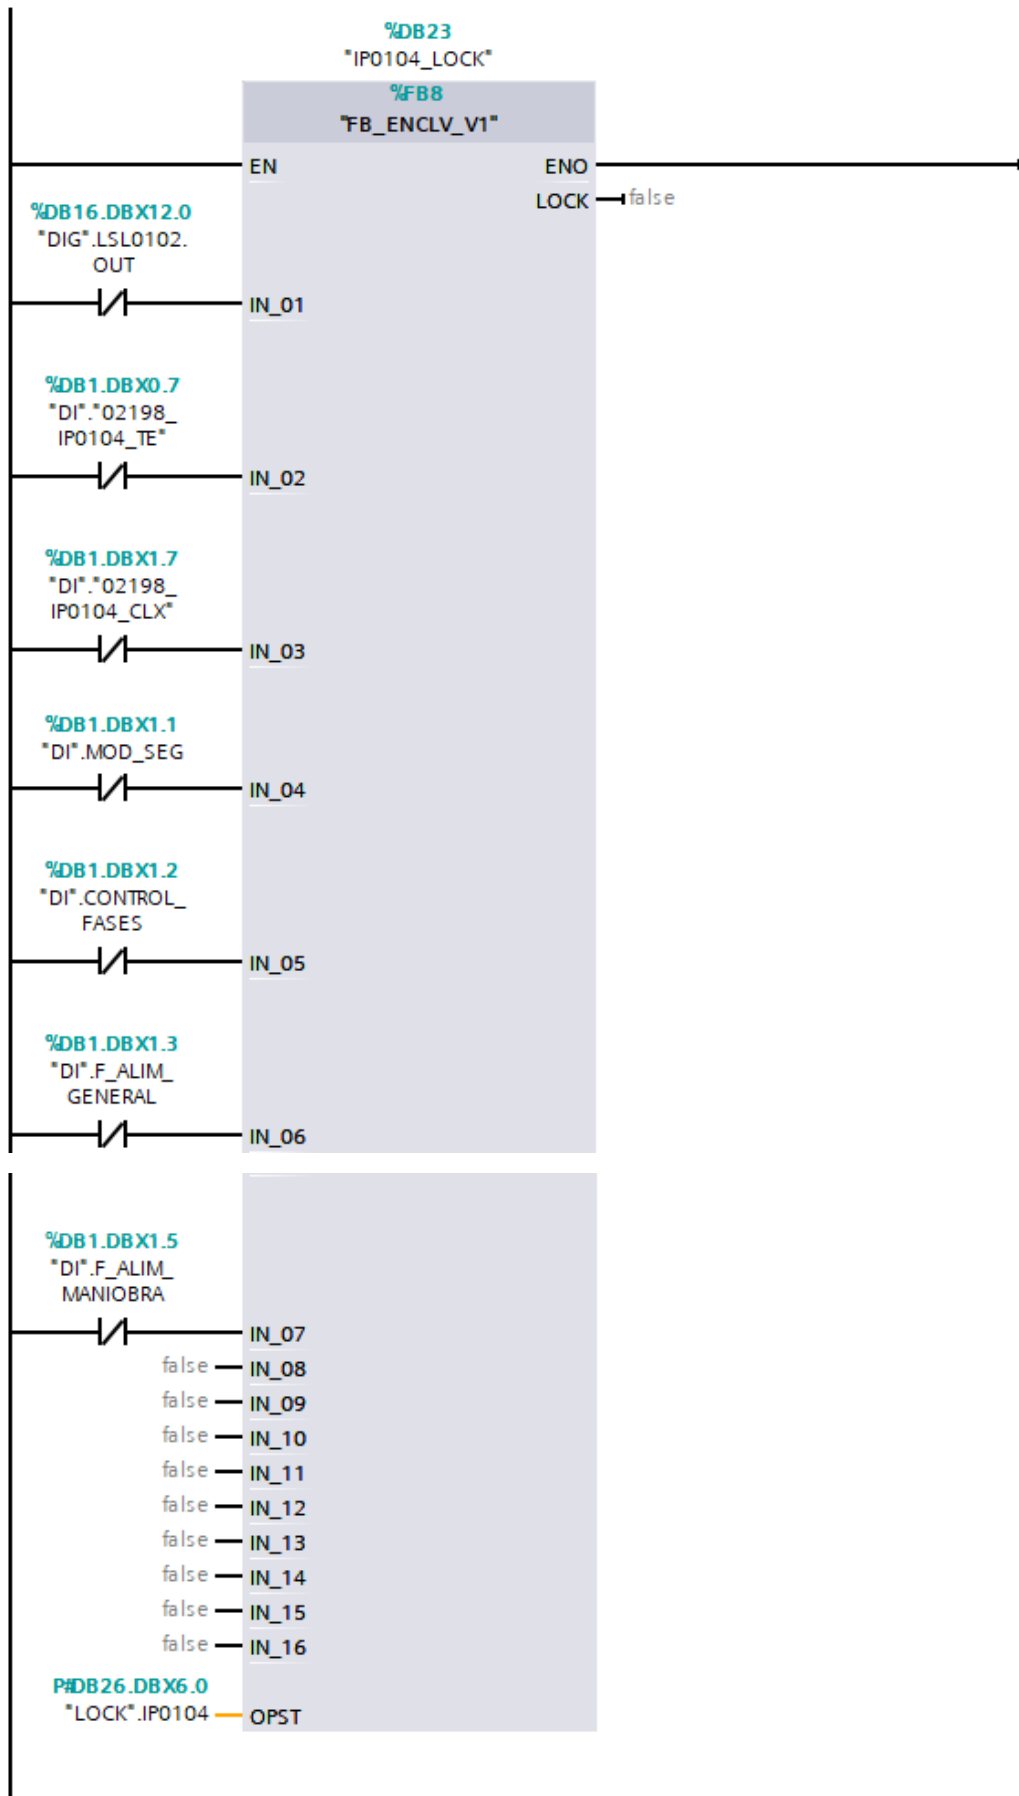 %DB23
"IP0104_LOCK"
%FB8
"FB_ENCLV_V1"
EN
ENO
LOCK
false
%DB16.DBX12.0
"DIG".LSL0102.
OUT
IN_01
%DB1.DBX0.7
"DI"."02198_
IP0104_TE"
IN_02
%DB1.DBX1.7
"DI"."02198_
IP0104_CLX"
IN_03
%DB1.DBX1.1
"DI".MOD_SEG
IN_04
%DB1.DBX1.2
"DI".CONTROL_
FASES
IN_05
%DB1.DBX1.3
"DI".F_ALIM_
GENERAL
IN_06
%DB1.DBX1.5
"DI".F_ALIM_
MANIOBRA
IN_07
false IN_08
false IN_09
false IN_10
false IN_11
false IN_12
false IN_13
false IN_14
false IN_15
false IN_16
P#DB26.DBX6.0
"LOCK".IP0104
OPST